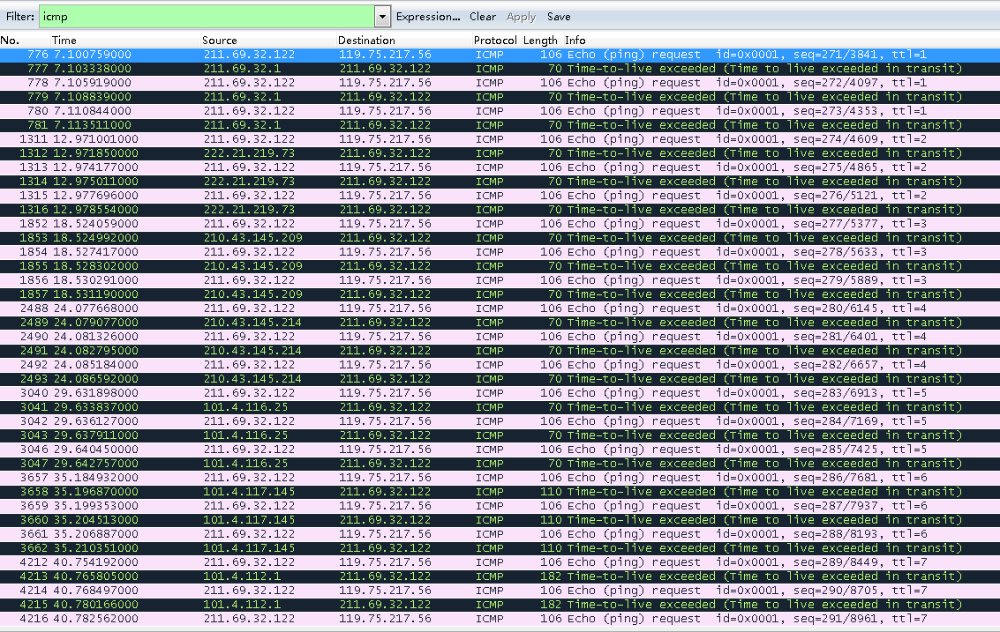 Filter: icmp Expression... Clear Apply Save
No. Time Source Destination Protocol Length Info
776 7.100759000 211.69.32.122 119.75.217.56 ICMP 106 Echo (ping) request id=0x0001, seq=271/3841, ttl=1
777 7.103338000 211.69.32.1 211.69.32.122 ICMP 70 Time-to-live exceeded (Time to live exceeded in transit)
778 7.105919000 211.69.32.122 119.75.217.56 ICMP 106 Echo (ping) request id=0x0001, seq=272/4097, ttl=1
779 7.108839000 211.69.32.1 211.69.32.122 ICMP 70 Time-to-live exceeded (Time to live exceeded in transit)
780 7.110844000 211.69.32.122 119.75.217.56 ICMP 106 Echo (ping) request id=0x0001, seq=273/4353, ttl=1
781 7.113511000 211.69.32.1 211.69.32.122 ICMP 70 Time-to-live exceeded (Time to live exceeded in transit)
1311 12.971001000 211.69.32.122 119.75.217.56 ICMP 106 Echo (ping) request id=0x0001, seq=274/4609, ttl=2
1312 12.971850000 222.21.219.73 211.69.32.122 ICMP 70 Time-to-live exceeded (Time to live exceeded in transit)
1313 12.974177000 211.69.32.122 119.75.217.56 ICMP 106 Echo (ping) request id=0x0001, seq=275/4865, ttl=2
1314 12.975011000 222.21.219.73 211.69.32.122 ICMP 70 Time-to-live exceeded (Time to live exceeded in transit)
1315 12.977696000 211.69.32.122 119.75.217.56 ICMP 106 Echo (ping) request id=0x0001, seq=276/5121, ttl=2
1316 12.978554000 222.21.219.73 211.69.32.122 ICMP 70 Time-to-live exceeded (Time to live exceeded in transit)
1852 18.524059000 211.69.32.122 119.75.217.56 ICMP 106 Echo (ping) request id=0x0001, seq=277/5377, ttl=3
1853 18.524992000 210.43.145.209 211.69.32.122 ICMP 70 Time-to-live exceeded (Time to live exceeded in transit)
1854 18.527417000 211.69.32.122 119.75.217.56 ICMP 106 Echo (ping) request id=0x0001, seq=278/5633, ttl=3
1855 18.528302000 210.43.145.209 211.69.32.122 ICMP 70 Time-to-live exceeded (Time to live exceeded in transit)
1856 18.530291000 211.69.32.122 119.75.217.56 ICMP 106 Echo (ping) request id=0x0001, seq=279/5889, ttl=3
1857 18.531190000 210.43.145.209 211.69.32.122 ICMP 70 Time-to-live exceeded (Time to live exceeded in transit)
2488 24.077668000 211.69.32.122 119.75.217.56 ICMP 106 Echo (ping) request id=0x0001, seq=280/6145, ttl=4
2489 24.079077000 210.43.145.214 211.69.32.122 ICMP 70 Time-to-live exceeded (Time to live exceeded in transit)
2490 24.081326000 211.69.32.122 119.75.217.56 ICMP 106 Echo (ping) request id=0x0001, seq=281/6401, ttl=4
2491 24.082795000 210.43.145.214 211.69.32.122 ICMP 70 Time-to-live exceeded (Time to live exceeded in transit)
2492 24.085184000 211.69.32.122 119.75.217.56 ICMP 106 Echo (ping) request id=0x0001, seq=282/6657, ttl=4
2493 24.086592000 210.43.145.214 211.69.32.122 ICMP 70 Time-to-live exceeded (Time to live exceeded in transit)
3040 29.631898000 211.69.32.122 119.75.217.56 ICMP 106 Echo (ping) request id=0x0001, seq=283/6913, ttl=5
3041 29.633837000 101.4.116.25 211.69.32.122 ICMP 70 Time-to-live exceeded (Time to live exceeded in transit)
3042 29.636127000 211.69.32.122 119.75.217.56 ICMP 106 Echo (ping) request id=0x0001, seq=284/7169, ttl=5
3043 29.637911000 101.4.116.25 211.69.32.122 ICMP 70 Time-to-live exceeded (Time to live exceeded in transit)
3046 29.640450000 211.69.32.122 119.75.217.56 ICMP 106 Echo (ping) request id=0x0001, seq=285/7425, ttl=5
3047 29.642757000 101.4.116.25 211.69.32.122 ICMP 70 Time-to-live exceeded (Time to live exceeded in transit)
3657 35.184932000 211.69.32.122 119.75.217.56 ICMP 106 Echo (ping) request id=0x0001, seq=286/7681, ttl=6
3658 35.196870000 101.4.117.145 211.69.32.122 ICMP 110 Time-to-live exceeded (Time to live exceeded in transit)
3659 35.199353000 211.69.32.122 119.75.217.56 ICMP 106 Echo (ping) request id=0x0001, seq=287/7937, ttl=6
3660 35.204513000 101.4.117.145 211.69.32.122 ICMP 110 Time-to-live exceeded (Time to live exceeded in transit)
3661 35.206887000 211.69.32.122 119.75.217.56 ICMP 106 Echo (ping) request id=0x0001, seq=288/8193, ttl=6
3662 35.210351000 101.4.117.145 211.69.32.122 ICMP 110 Time-to-live exceeded (Time to live exceeded in transit)
4212 40.754192000 211.69.32.122 119.75.217.56 ICMP 106 Echo (ping) request id=0x0001, seq=289/8449, ttl=7
4213 40.765805000 101.4.112.1 211.69.32.122 ICMP 182 Time-to-live exceeded (Time to live exceeded in transit)
4214 40.768497000 211.69.32.122 119.75.217.56 ICMP 106 Echo (ping) request id=0x0001, seq=290/8705, ttl=7
4215 40.780166000 101.4.112.1 211.69.32.122 ICMP 182 Time-to-live exceeded (Time to live exceeded in transit)
4216 40.782562000 211.69.32.122 119.75.217.56 ICMP 106 Echo (ping) request id=0x0001, seq=291/8961, ttl=7